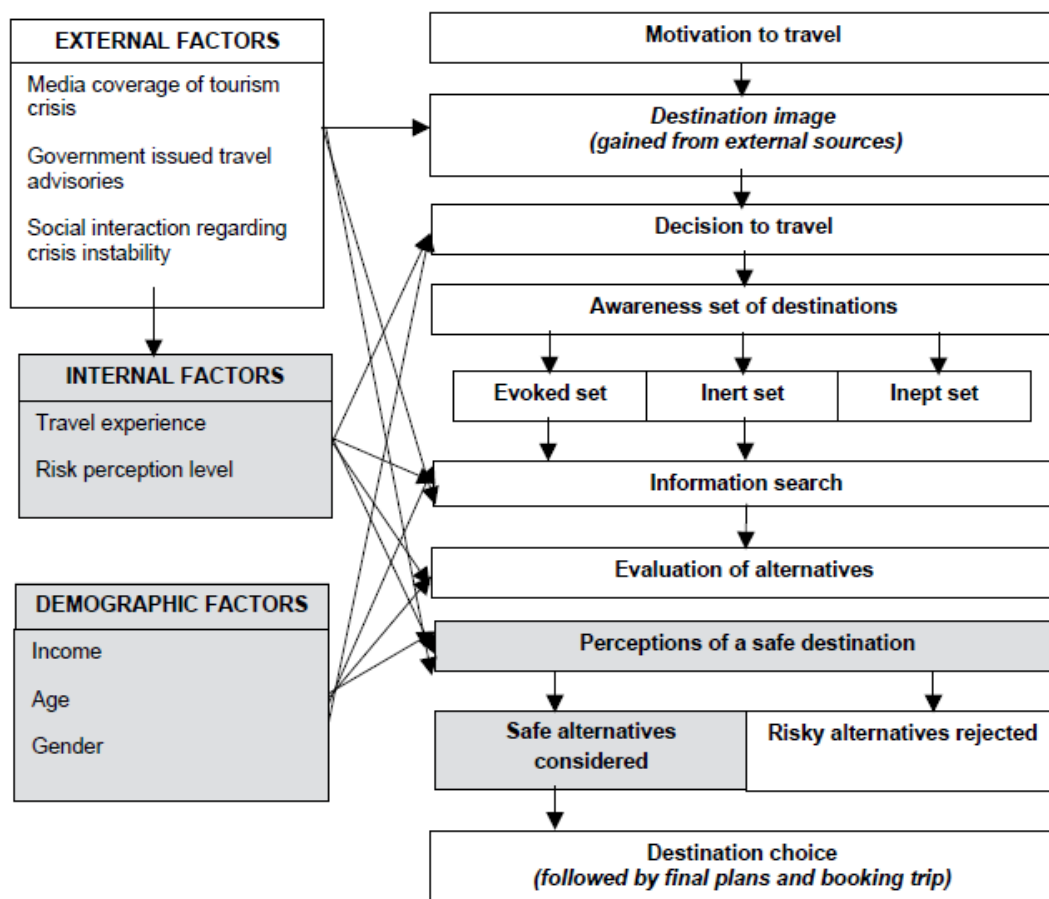 EXTERNAL FACTORS
Media coverage of tourism
crisis
Government issued travel
advisories
Social interaction regarding
crisis instability
INTERNAL FACTORS
Travel experience
Risk perception level
DEMOGRAPHIC FACTORS
Income
Age
Gender
Motivation to travel
Destination image
(gained from external sources)
Decision to travel
Awareness set of destinations
Evoked set
Inert set
Inept set
Information search
Evaluation of alternatives
Perceptions of a safe destination
Safe alternatives
considered
Risky alternatives rejected
Destination choice
(followed by final plans and booking trip)